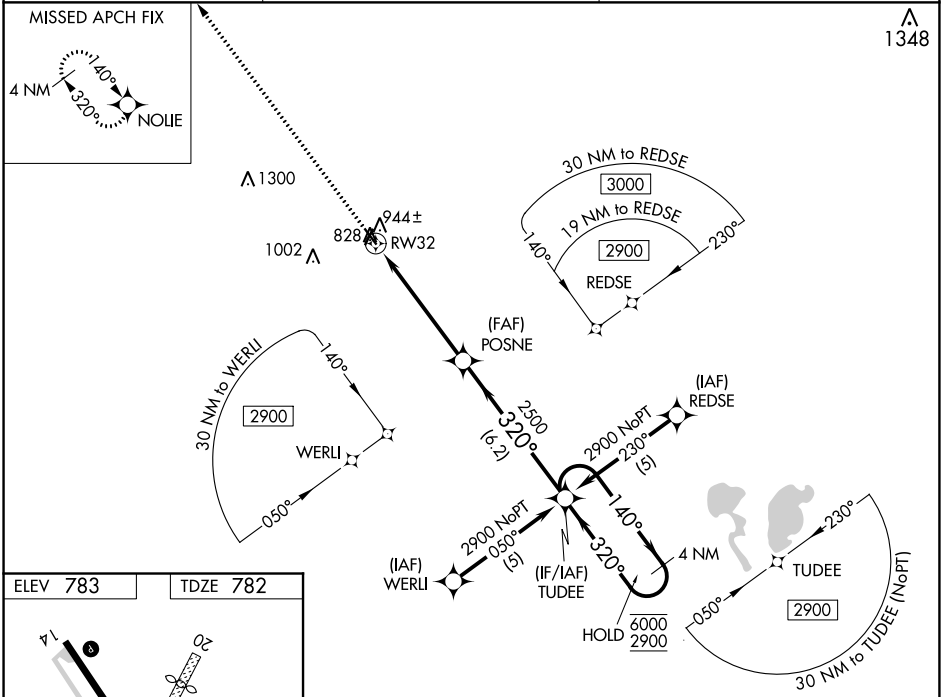 MISSED APCH FIX
140°
4 NM
320°
NOLIE
1348
1300
944±
828
RW32
1002
30 NM to REDSE
3000
19 NM to REDSE
140°
2900
230°
REDSE
(FAF)
POSNE
30 NM to WERLI
140°
2900
WERLI
050°
2500
320°
(6.2)
(IAF)
REDSE
2900 NoPT
230°
(5)
2900 NoPT
050°
(5)
(IAF)
WERLI
(IF/IAF)
TUDEE
140°
320°
4 NM
HOLD
6000
2900
230°
TUDEE
050°
2900
30 NM to TUDEE (NoPT)
ELEV 783
TDZE 782
14
P
20